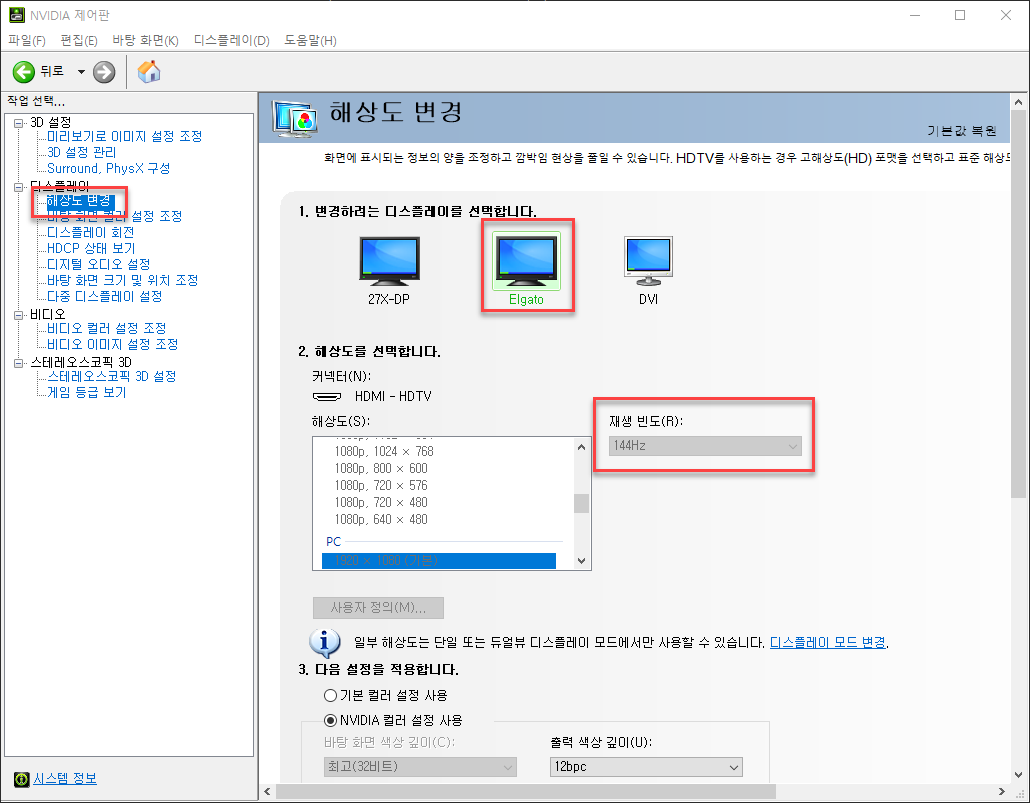 NVIDIA 제어판
파일(F) 편집(E) 바탕 화면(K) 디스플레이(D) 도움말(H)
뒤로
작업 선택...
3D 설정
미리보기로 이미지 설정 조정
3D 설정 관리
Surround, PhysX 구성
디스플레이
해상도 변경
바탕 화면 컬러 설정 조정
디스플레이 회전
HDCP 상태 보기
디지털 오디오 설정
바탕 화면 크기 및 위치 조정
다중 디스플레이 설정
비디오
비디오 컬러 설정 조정
비디오 이미지 설정 조정
스테레오스코픽 3D
스테레오스코픽 3D 설정
게임 등급 보기
시스템 정보
해상도 변경
기본값 복원
화면에 표시되는 정보의 양을 조정하고 깜박임 현상을 줄일 수 있습니다. HDTV를 사용하는 경우 고해상도(HD) 포맷을 선택하고 표준 해상도
1. 변경하려는 디스플레이를 선택합니다.
27X-DP
Elgato
DVI
2. 해상도를 선택합니다.
커넥터(N):
HDMI - HDTV
해상도(S):
재생 빈도(R):
144Hz
1080p, 1024 × 768
1080p, 800 × 600
1080p, 720 × 576
1080p, 720 × 480
1080p, 640 × 480
PC
사용자 정의(M)...
일부 해상도는 단일 또는 듀얼뷰 디스플레이 모드에서만 사용할 수 있습니다. 디스플레이 모드 변경.
3. 다음 설정을 적용합니다.
기본 컬러 설정 사용
NVIDIA 컬러 설정 사용
바탕 화면 색상 깊이(C):
출력 색상 깊이(U):
최고(32비트)
12bpc